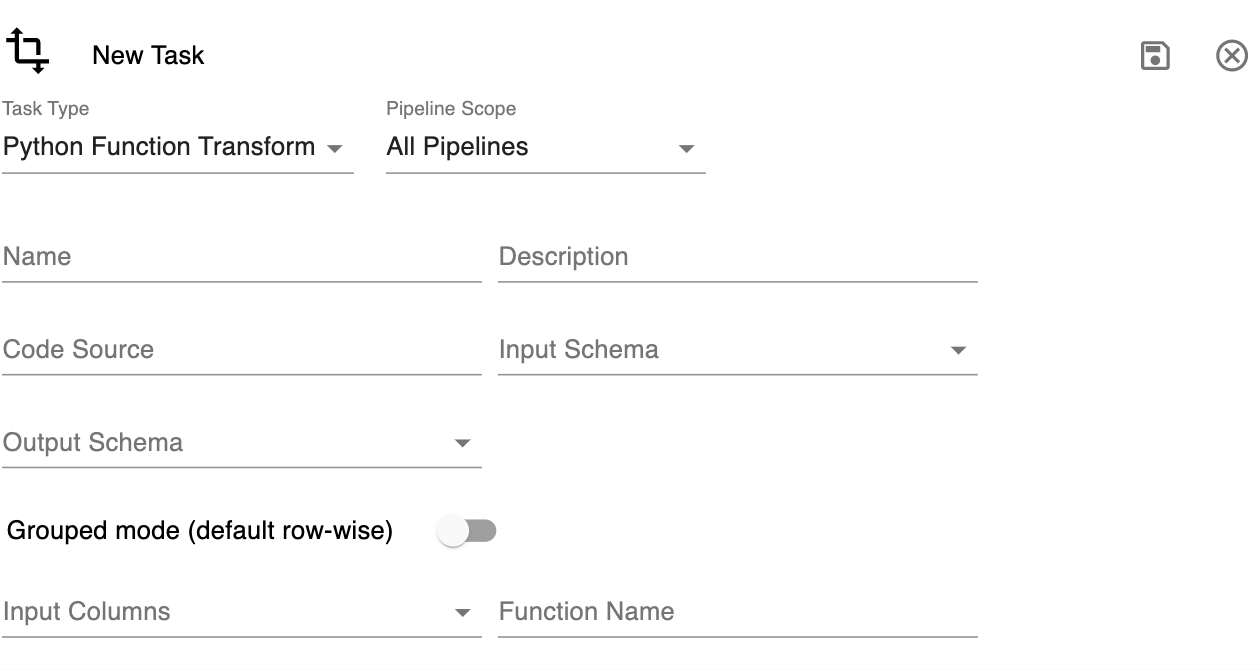 New Task
Task Type
Pipeline Scope
Python Function Transform
All Pipelines
Name
Description
Code Source
Input Schema
Output Schema
Grouped mode (default row-wise)
Input Columns
Function Name